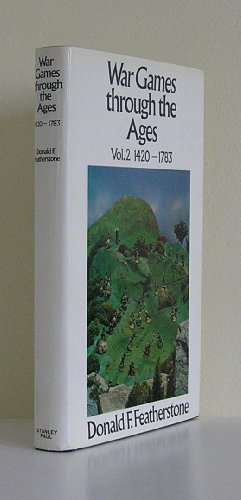 War Games
through the
Ages
1420-1783
Donald F.
Featherstone
STANLEY
PAUL
War Games
through the
Ages
Vol.2 1420-1783
Donald F. Featherstone